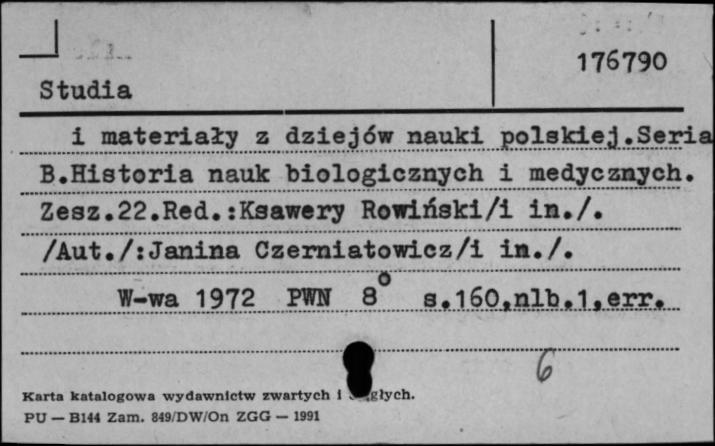 176790
Studia
i materiały z dziejów nauki polskiej.Seria
B.Historia nauk biologicznych i medycznych.
Zesz.22.Red.:Ksawery Rowiński/i in./.
/Aut./:Janina Czerniatowicz/i in./.
W-wa 1972 PWN 8° s.160,nlb.1,err.
6
Karta katalogowa wydawnictw zwartych i
PU — B144 Zam. 849/DW/On ZGG — 1991